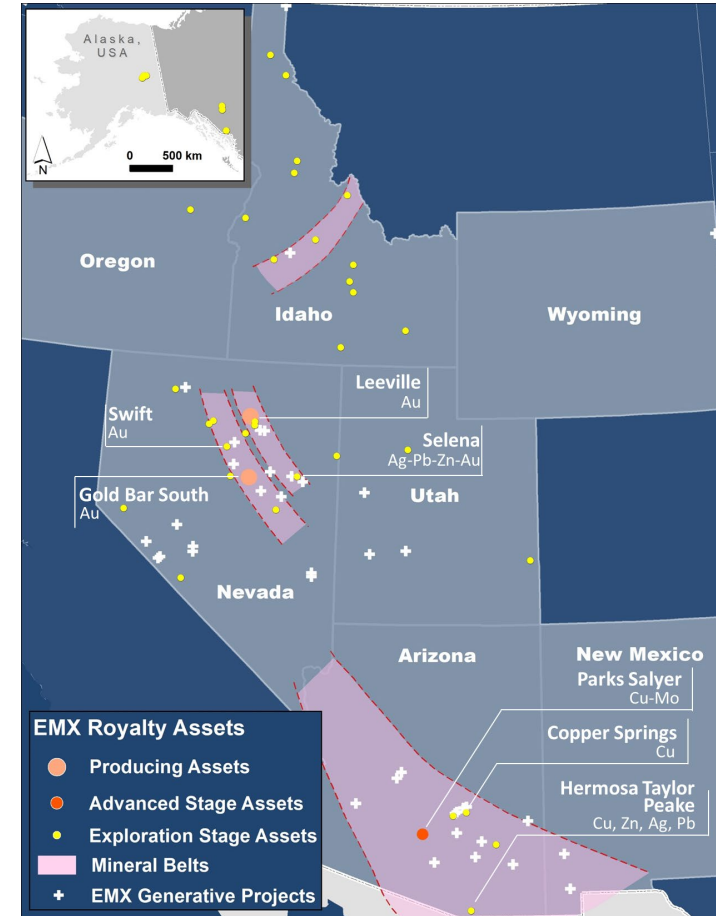 Alaska,
USA
N
0 500 km
Oregon
Idaho
Wyoming
Leeville
Au
Swift
Au
Selena
Ag-Pb-Zn-Au
Gold Bar South
Au
Utah
Nevada
Arizona
New Mexico
Parks Salyer
Cu-Mo
Copper Springs
Cu
Hermosa Taylor
Peake
Cu, Zn, Ag, Pb
EMX Royalty Assets
Producing Assets
Advanced Stage Assets
Exploration Stage Assets
Mineral Belts
EMX Generative Projects